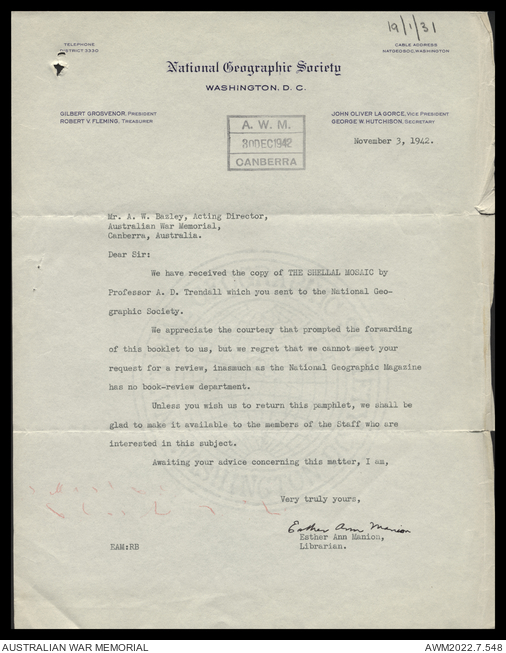 19/1/31
TELEPHONE
DISTRICT 2330
CABLE ADDRESS
NATGEOSOC, WASHINGTON
National Geographic Society
WASHINGTON, D. C.
GILBERT GROSVENOR, PRESIDENT
ROBERT V. FLEMING, TREASURER
JOHN OLIVER LA GORCE, VICE PRESIDENT
GEORGE W. HUTCHISON, SECRETARY
A. W. M.
30DEC1942
CANBERRA
November 3, 1942.
Mr. A. W. Bazley, Acting Director,
Australian War Memorial,
Canberra, Australia.
Dear Sir:
We have received the copy of THE SHELLAL MOSAIC by
Professor A. D. Trendall which you sent to the National Geo-
graphic Society.
We appreciate the courtesy that prompted the forwarding
of this booklet to us, but we regret that we cannot meet your
request for a review, inasmuch as the National Geographic Magazine
has no book-review department.
Unless you wish us to return this pamphlet, we shall be
glad to make it available to the members of the Staff who are
interested in this subject.
Awaiting your advice concerning this matter, I am,
Very truly yours,
Esther Ann Manion
Esther Ann Manion,
Librarian.
EAM:RB
AUSTRALIAN WAR MEMORIAL
AWM2022.7.548